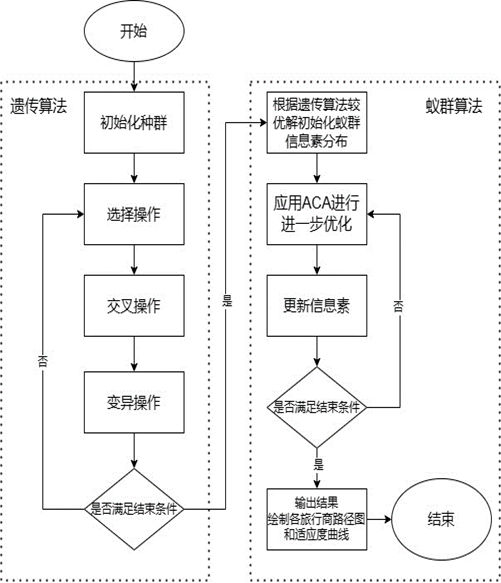 开始
遗传算法
初始化种群
选择操作
交叉操作
变异操作
是否满足结束条件
否
是
蚁群算法
根据遗传算法较
优解初始化蚁群
信息素分布
应用ACA进行
进一步优化
更新信息素
是否满足结束条件
否
是
输出结果
绘制各旅行商路径图
和适应度曲线
结束